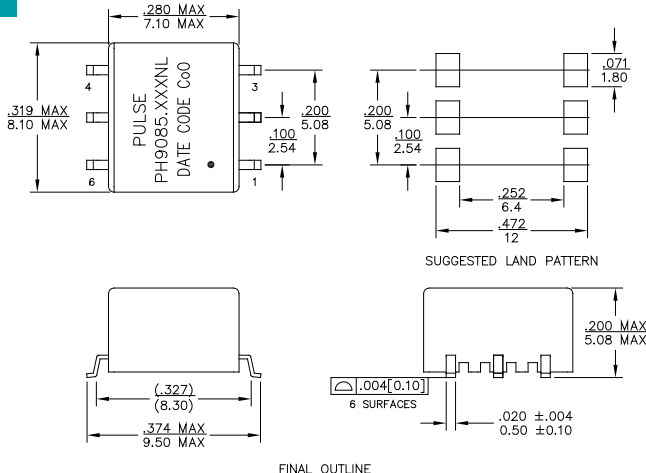 .280 MAX
7.10 MAX
.319 MAX
8.10 MAX
4
3
6
1
PULSE
PH9085.XXXNL
DATE CODE CoO
.100
2.54
.200
5.08
.200
5.08
.100
2.54
.071
1.80
.252
6.4
.472
12
SUGGESTED LAND PATTERN
(.327)
(8.30)
.374 MAX
9.50 MAX
.200 MAX
5.08 MAX
.004[0.10]
6 SURFACES
.020 ±.004
0.50 ±0.10
FINAL OUTLINE